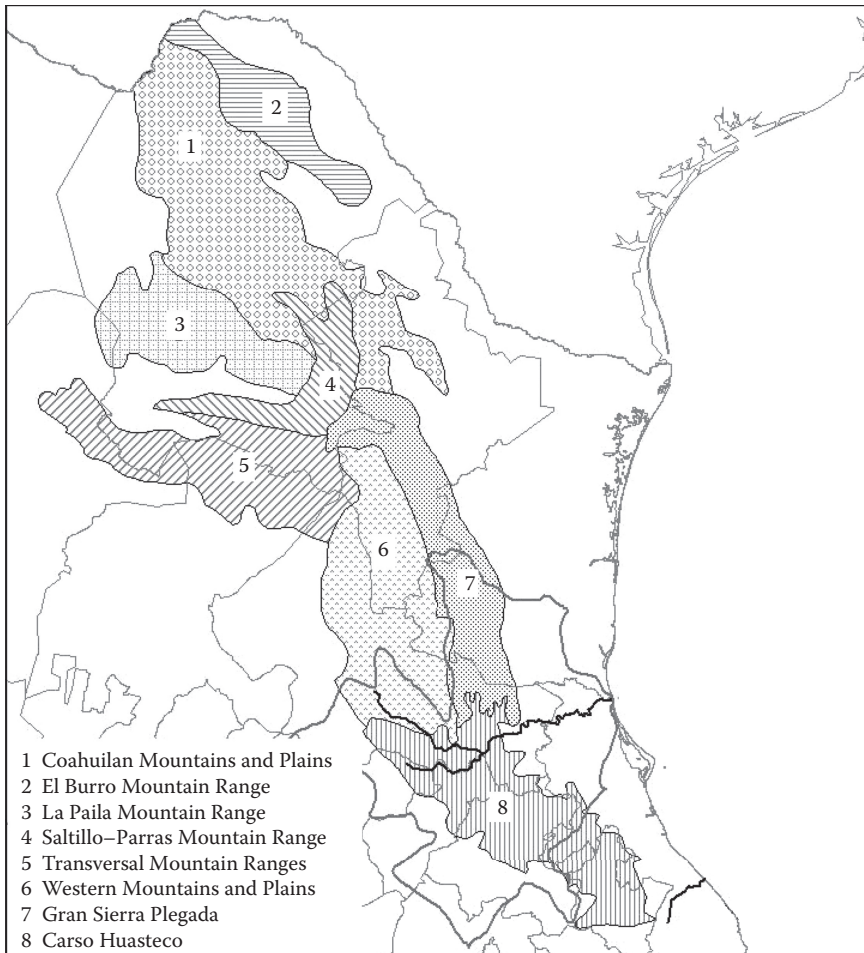 2
1
3
4
5
6
7
8
1 Coahuilan Mountains and Plains
2 El Burro Mountain Range
3 La Paila Mountain Range
4 Saltillo–Parras Mountain Range
5 Transversal Mountain Ranges
6 Western Mountains and Plains
7 Gran Sierra Plegada
8 Carso Huasteco